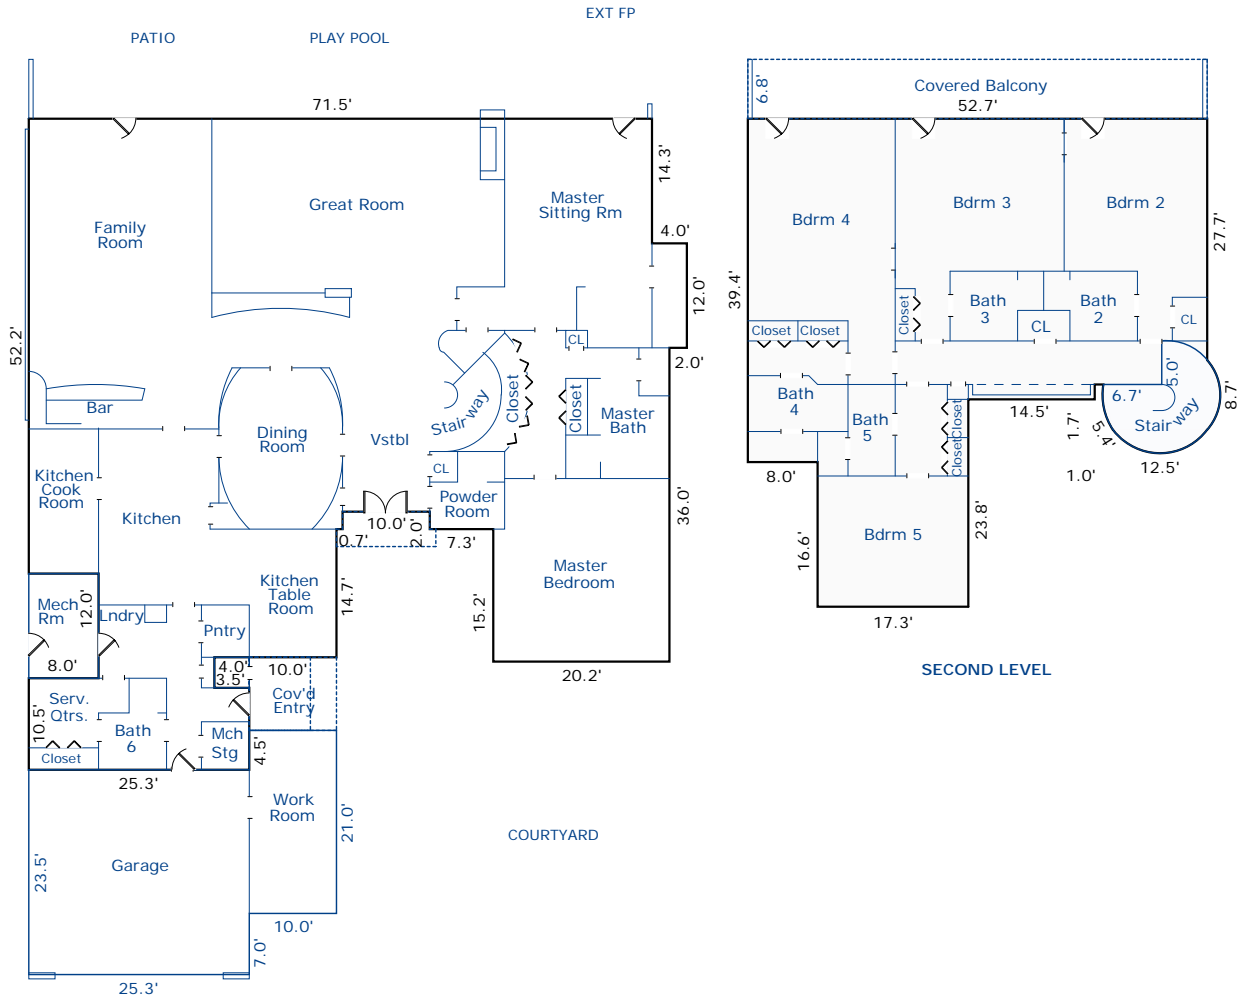 EXT FP
PATIO
PLAY POOL
71.5'
14.3'
Great Room
Master
Sitting Rm
Family
Room
4.0'
12.0'
2.0'
52.2'
CL
Bar
Closet
Closet
Stairway
Master
Bath
Dining
Room
Vstbl
CL
Kitchen
Cook
Room
Kitchen
Powder
Room
36.0'
10.0'
2.0'
0.7'
7.3'
Kitchen
Table
Room
14.7'
Master
Bedroom
15.2'
20.2'
Mech
Rm
12.0'
Lndry
Pntry
8.0'
4.0'
3.5'
10.0'
Cov'd
Entry
Serv.
Qtrs.
10.5'
Bath
6
Mch
Stg
4.5'
Closet
25.3'
Work
Room
21.0'
COURTYARD
Garage
23.5'
10.0'
7.0'
25.3'
6.8'
Covered Balcony
52.7'
Bdrm 4
Bdrm 3
Bdrm 2
27.7'
39.4'
Closet
Closet
Closet
Bath
3
Bath
2
CL
CL
5.0'
6.7'
8.7'
Stairway
Bath
4
Bath
5
Closet
Closet
14.5'
1.7'
5.4'
12.5'
1.0'
8.0'
23.8'
16.6'
Bdrm 5
17.3'
SECOND LEVEL